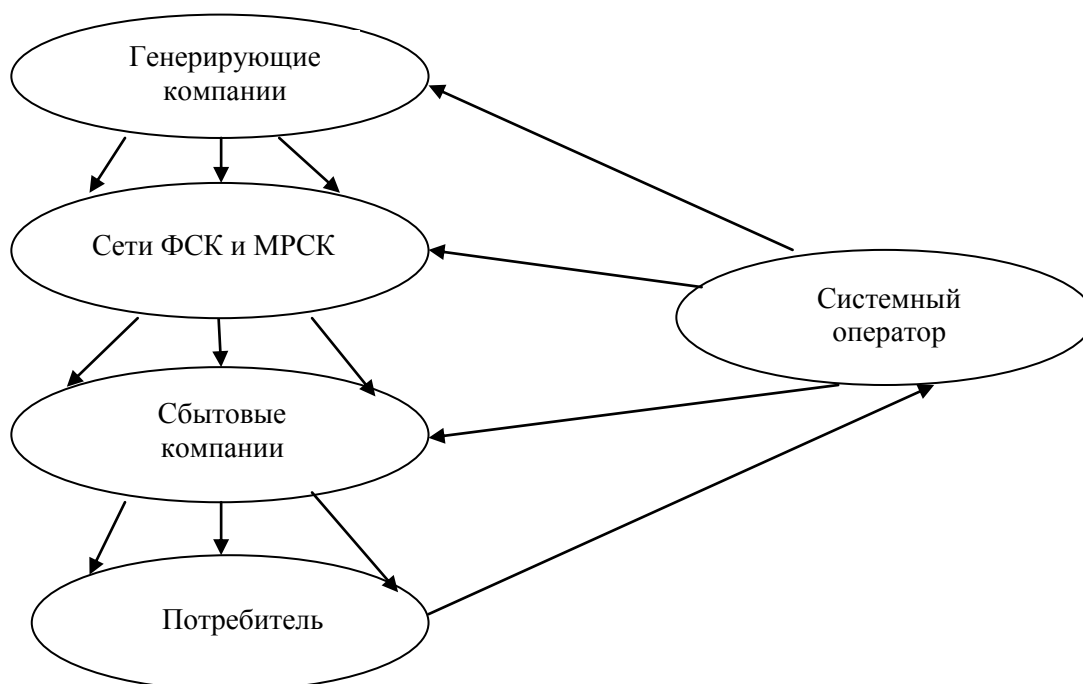 Генерирующие
компании
Сети ФСК и МРСК
Системный
оператор
Сбытовые
компании
Потребитель